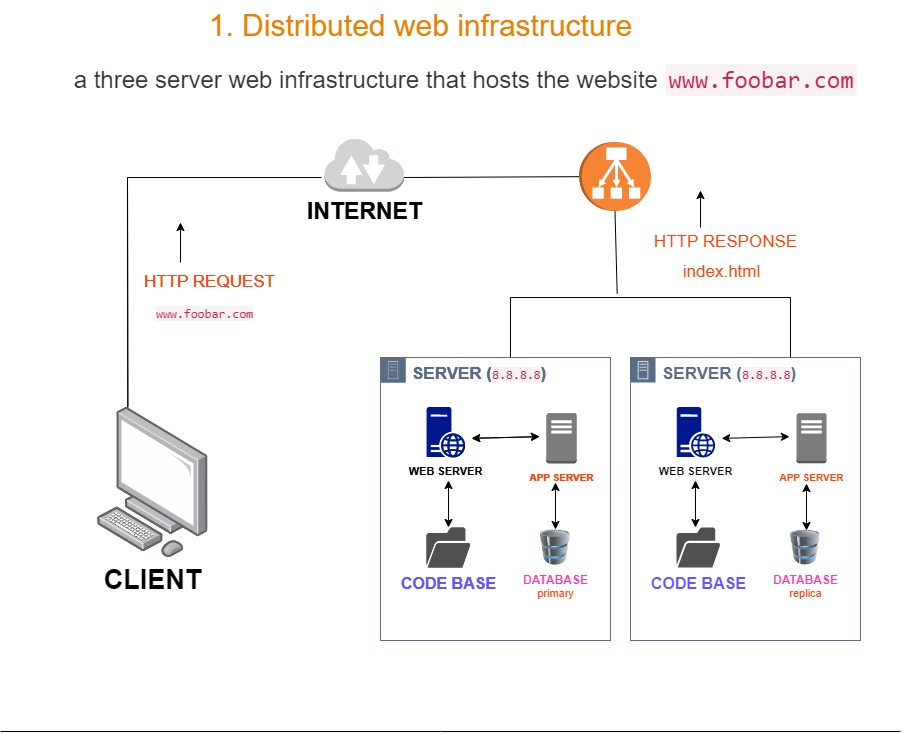 1. Distributed web infrastructure
a three server web infrastructure that hosts the website www.foobar.com
INTERNET
HTTP RESPONSE
index.html
HTTP REQUEST
www.foobar.com
SERVER (8.8.8.8)
SERVER (8.8.8.8)
WEB SERVER
APP SERVER
WEB SERVER
APP SERVER
CODE BASE
DATABASE
primary
CODE BASE
DATABASE
replica
CLIENT